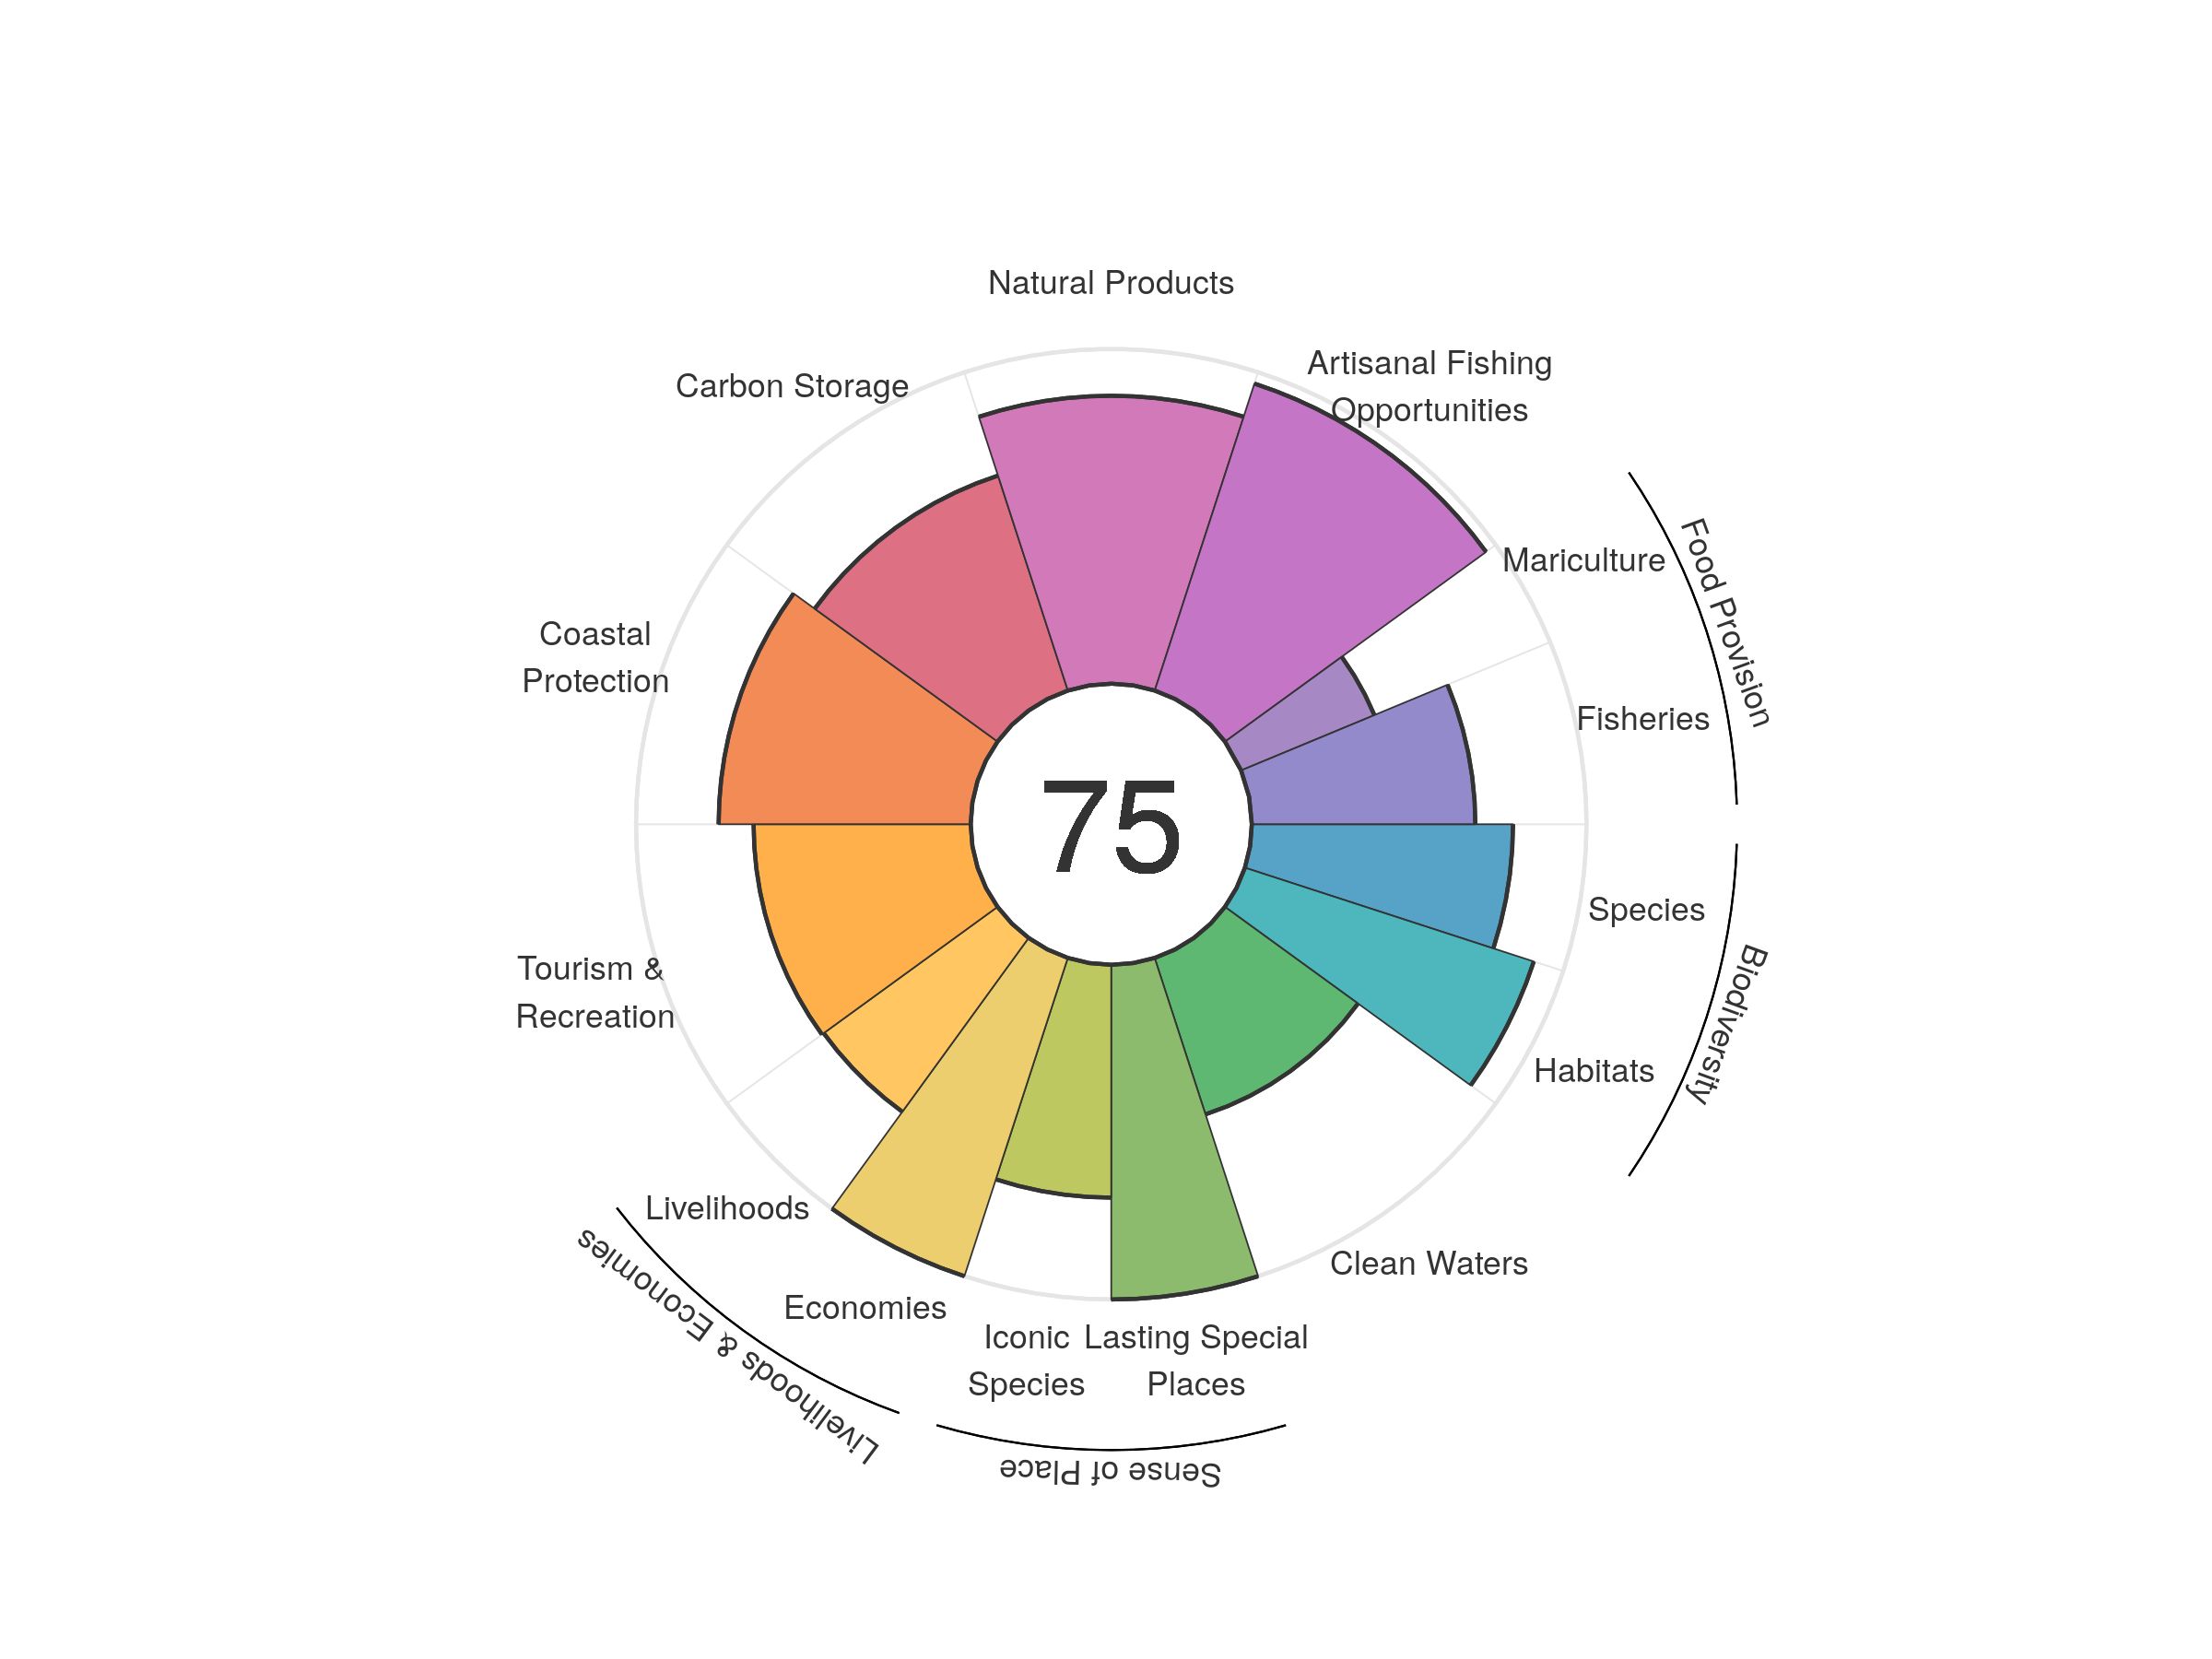 Natural Products
Artisanal Fishing
Opportunities
Carbon Storage
Mariculture
Food Provision
Coastal
Protection
Fisheries
75
Species
Biodiversity
Tourism &
Recreation
Habitats
Livelihoods
Clean Waters
Economies
Livelihoods & Economies
Iconic
Species
Lasting Special
Places
Sense of Place